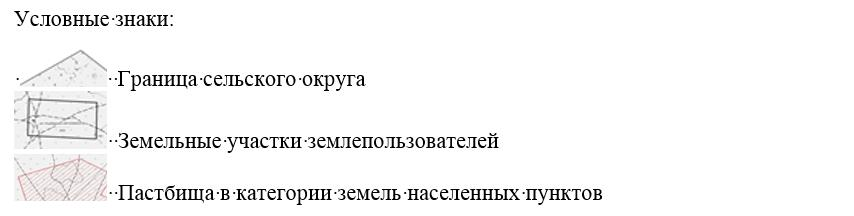 Условные знаки:
Граница сельского округа
Земельные участки землепользователей
Пастбища в категории земель населенных пунктов